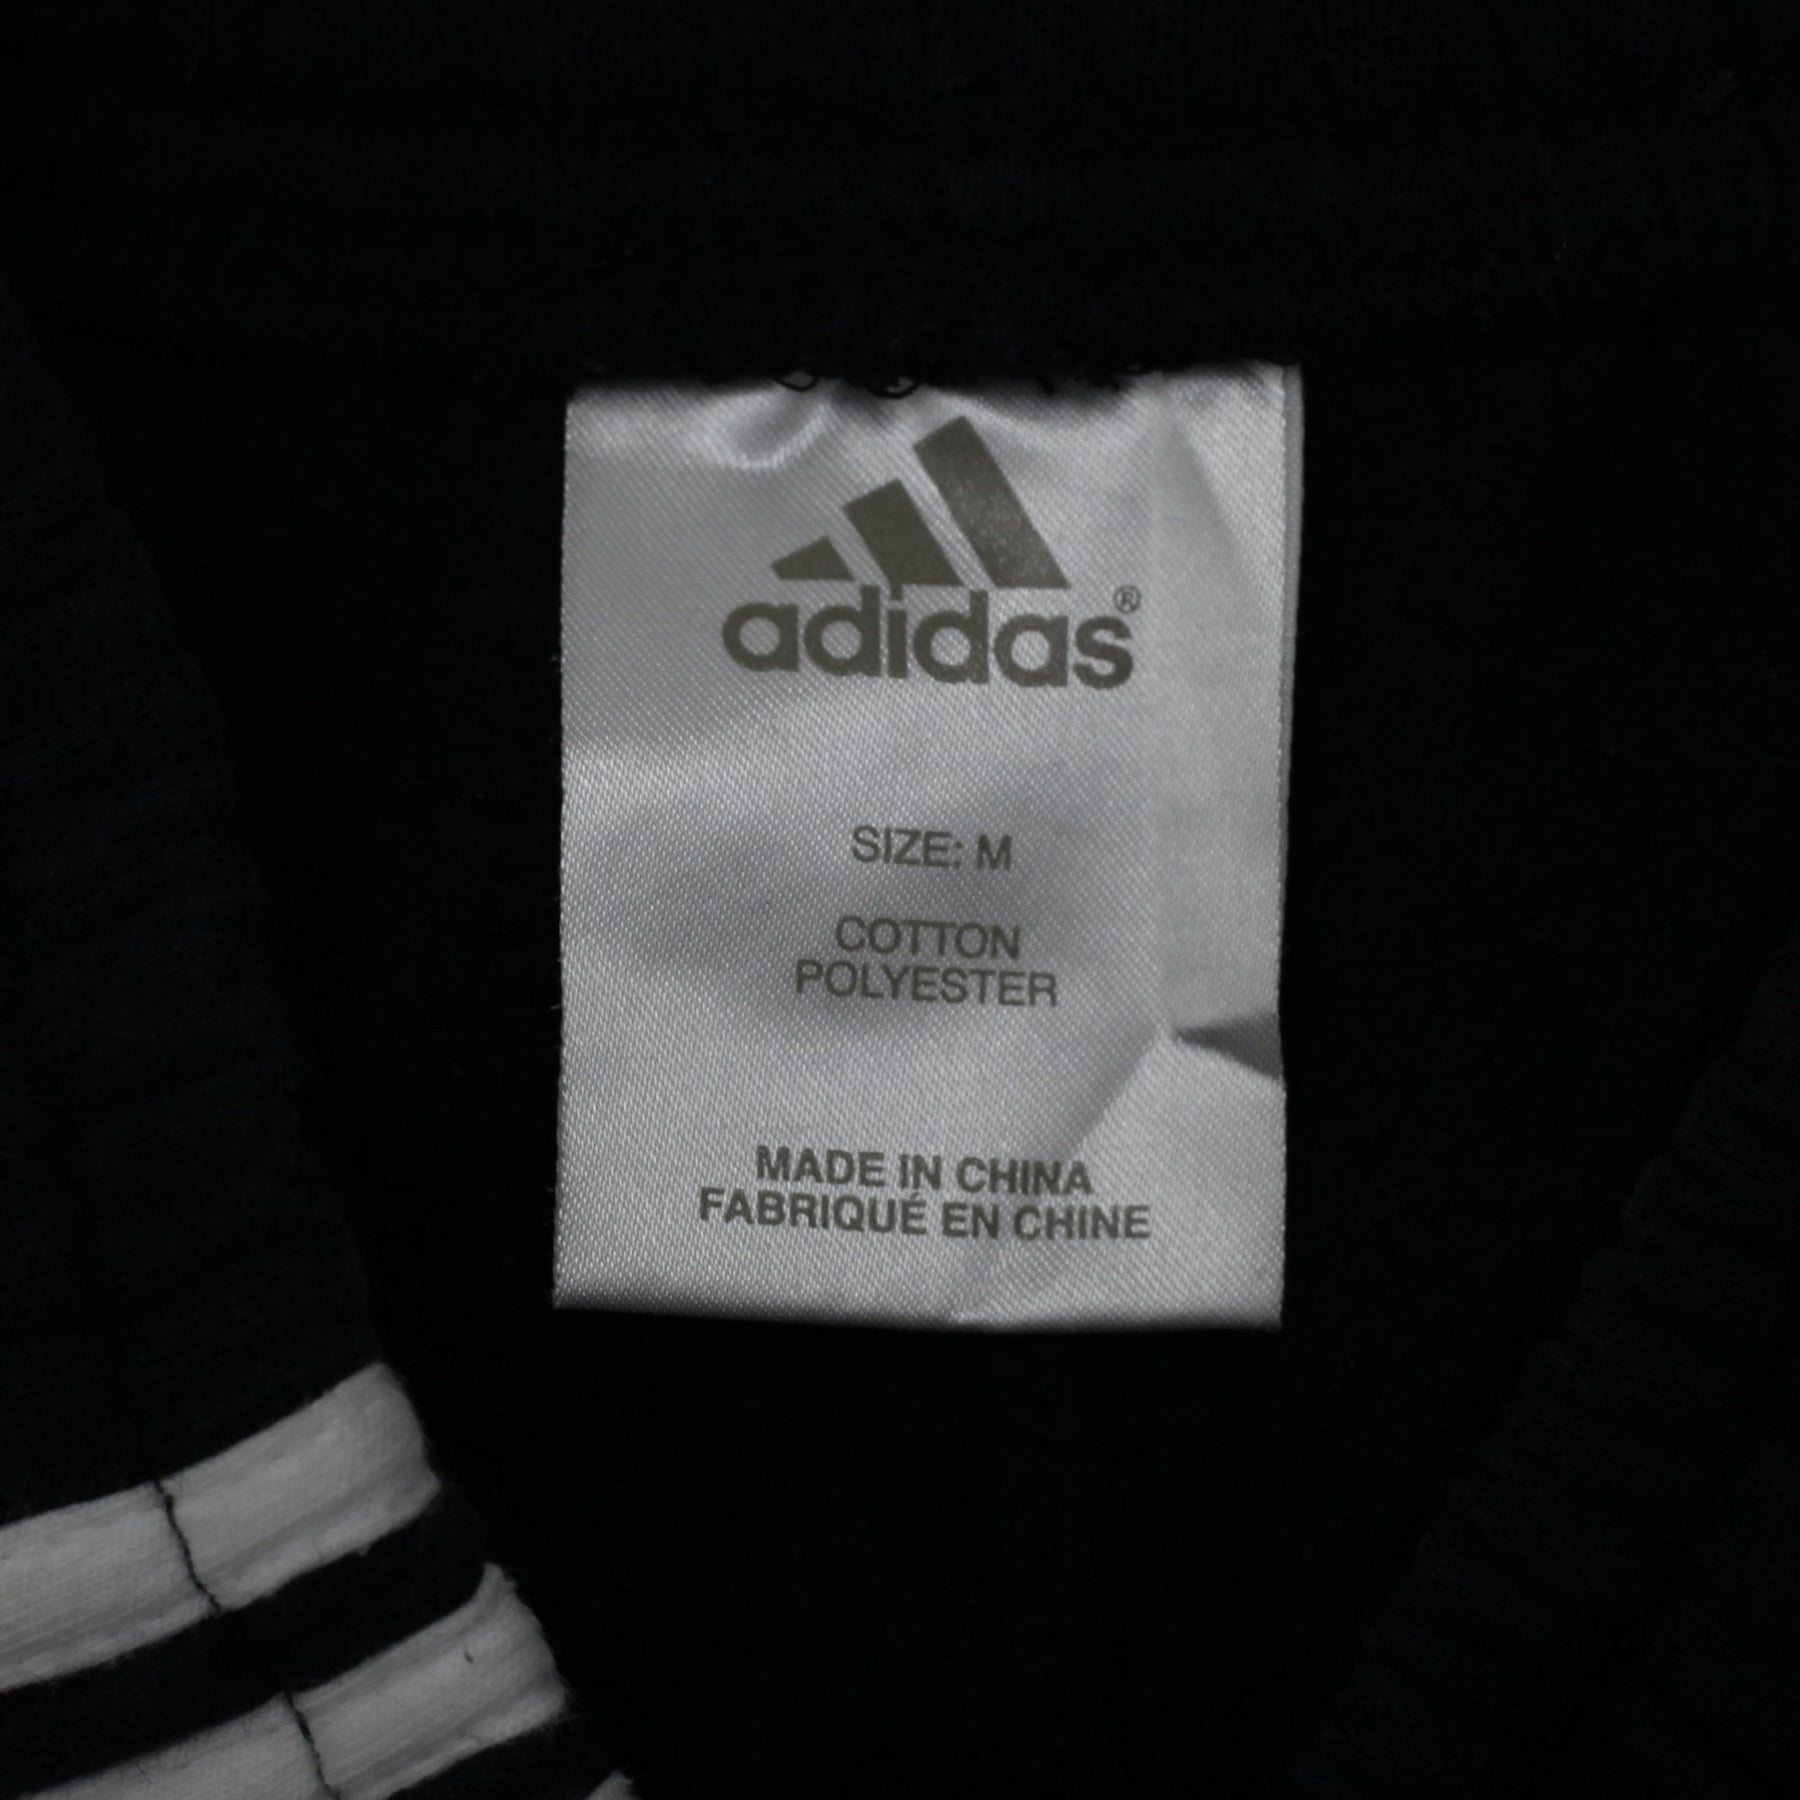 adidas®
SIZE: M
COTTON
POLYESTER
MADE IN CHINA
FABRIQUÉ EN CHINE